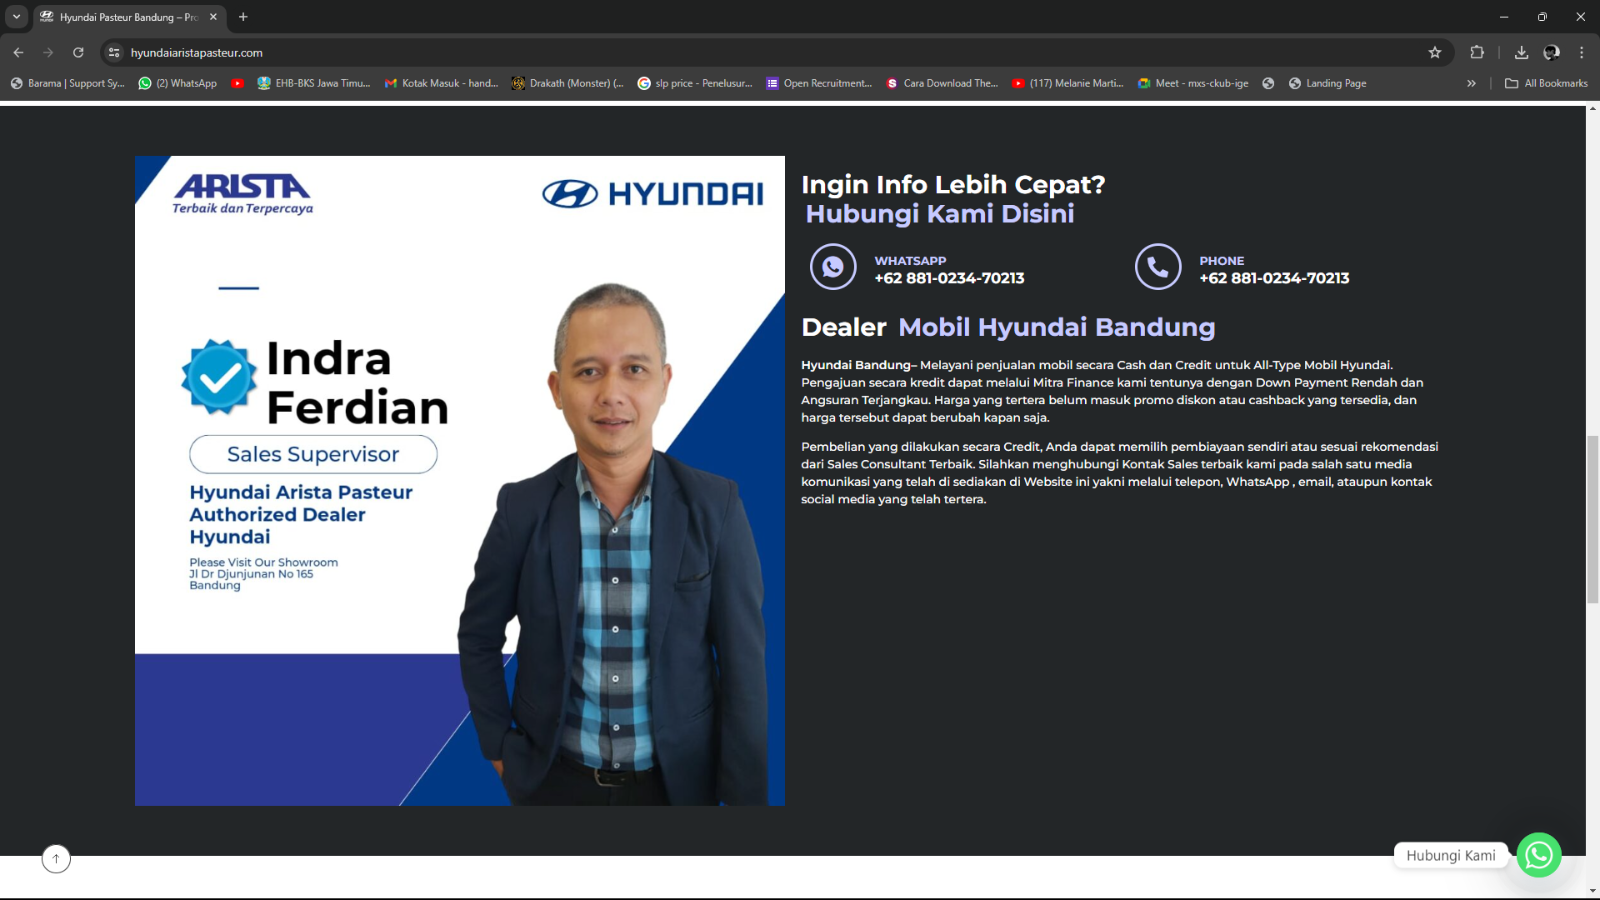 Hyundai Pasteur Bandung – Pro
hyundaiaristapasteur.com
Barama | Support Sy...
(2) WhatsApp
EHB-BKS Jawa Timu...
Kotak Masuk - hand...
Drakath (Monster) (...
slp price - Penelusur...
Open Recruitment...
Cara Download The...
(117) Melanie Marti...
Meet - mxs-ckub-ige
Landing Page
All Bookmarks
ARISTA
Terbaik dan Terpercaya
HYUNDAI
Indra
Ferdian
Sales Supervisor
Hyundai Arista Pasteur
Authorized Dealer
Hyundai
Please Visit Our Showroom
Jl Dr Djunjunan No 165
Bandung
Ingin Info Lebih Cepat?
Hubungi Kami Disini
WHATSAPP
+62 881-0234-70213
PHONE
+62 881-0234-70213
Dealer Mobil Hyundai Bandung
Hyundai Bandung– Melayani penjualan mobil secara Cash dan Credit untuk All-Type Mobil Hyundai.
Pengajuan secara kredit dapat melalui Mitra Finance kami tentunya dengan Down Payment Rendah dan
Angsuran Terjangkau. Harga yang tertera belum masuk promo diskon atau cashback yang tersedia, dan
harga tersebut dapat berubah kapan saja.
Pembelian yang dilakukan secara Credit, Anda dapat memilih pembiayaan sendiri atau sesuai rekomendasi
dari Sales Consultant Terbaik. Silahkan menghubungi Kontak Sales terbaik kami pada salah satu media
komunikasi yang telah di sediakan di Website ini yakni melalui telepon, WhatsApp , email, ataupun kontak
social media yang telah tertera.
Hubungi Kami